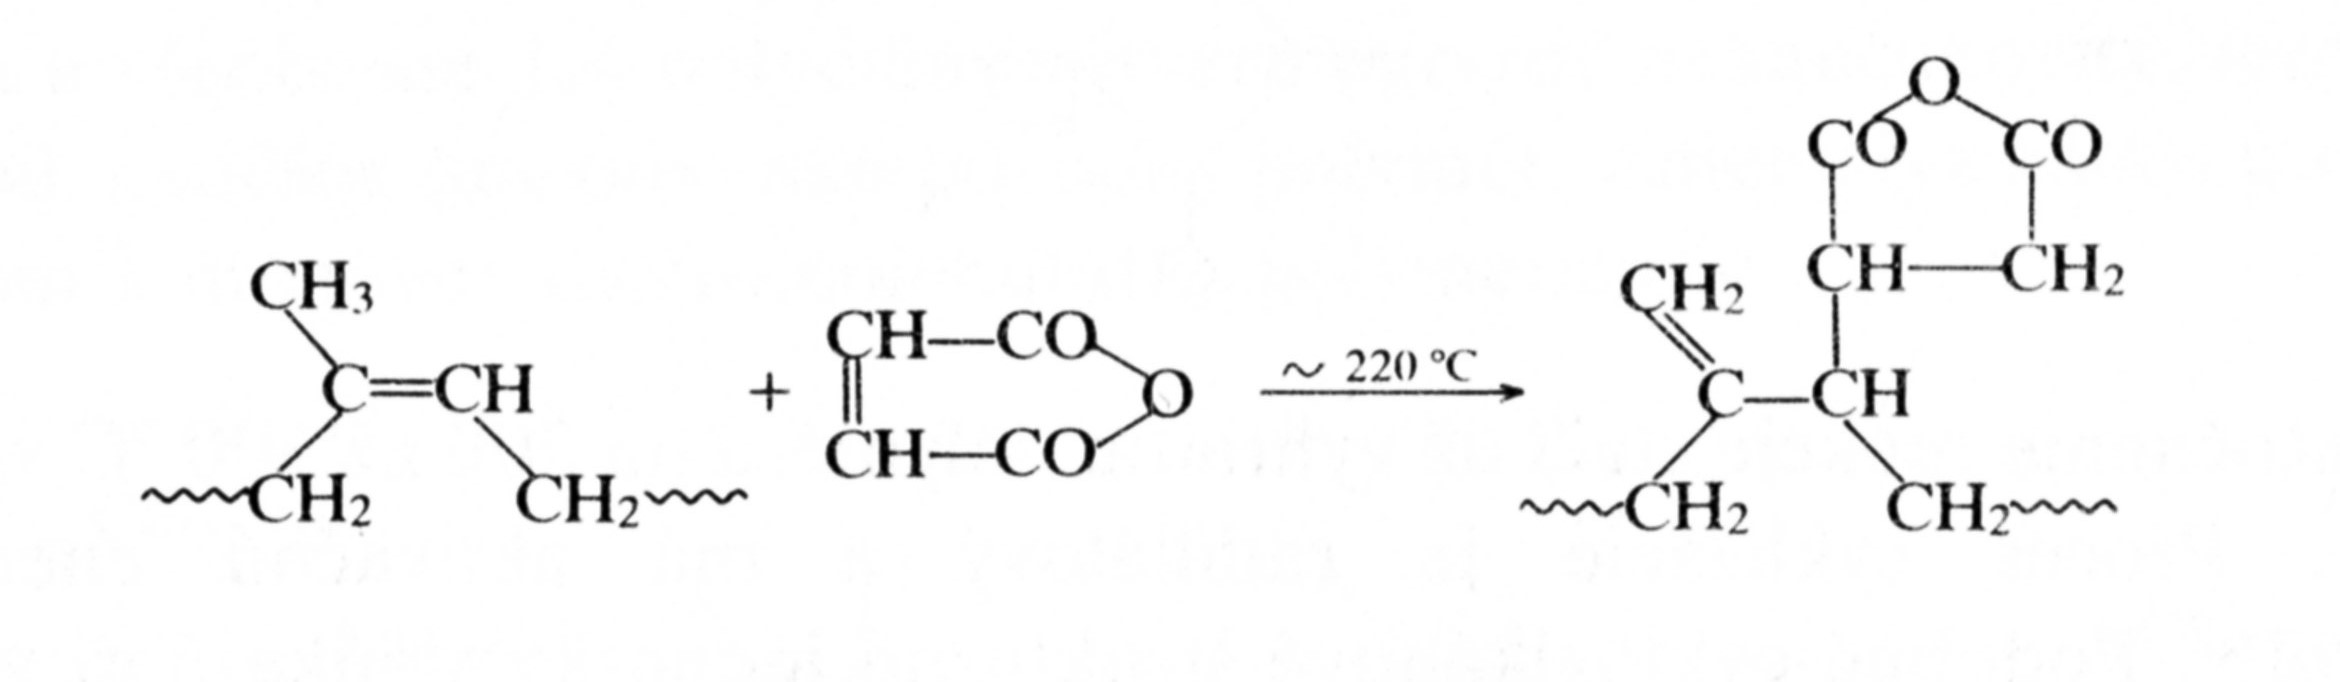 O
CO CO
CH₃ CH₂ CH—CH₂
CH—CO
C=CH + O ~ 220 °C C—CH
CH—CO
CH₂ CH₂ CH₂ CH₂